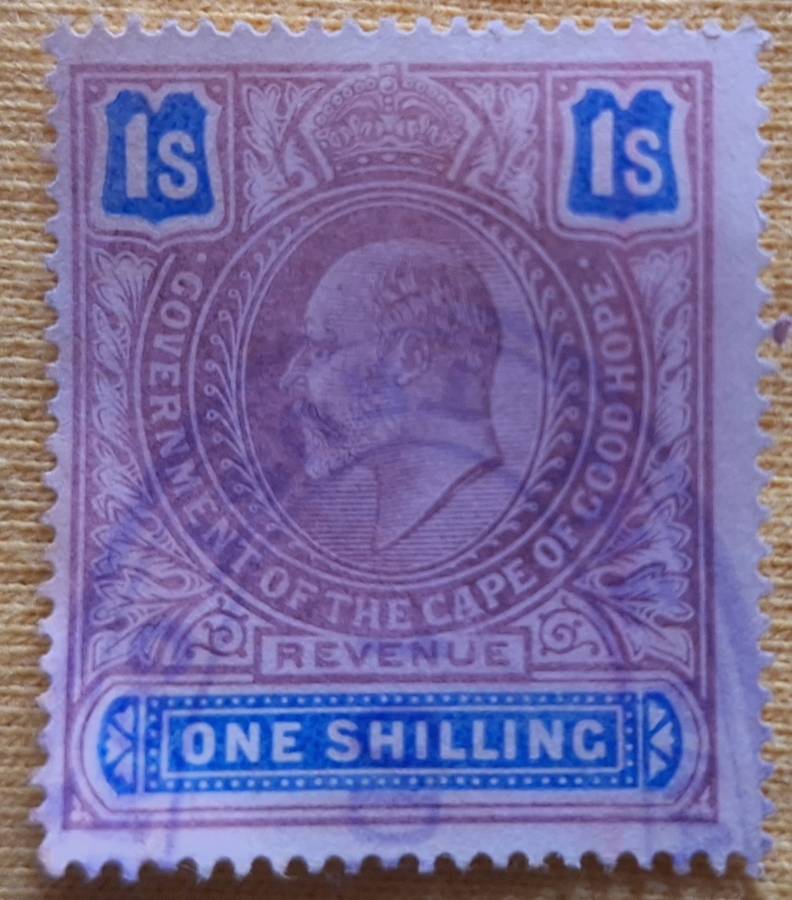 1s 1s
· GOVERNMENT OF THE CAPE OF GOOD HOPE ·
REVENUE
ONE SHILLING